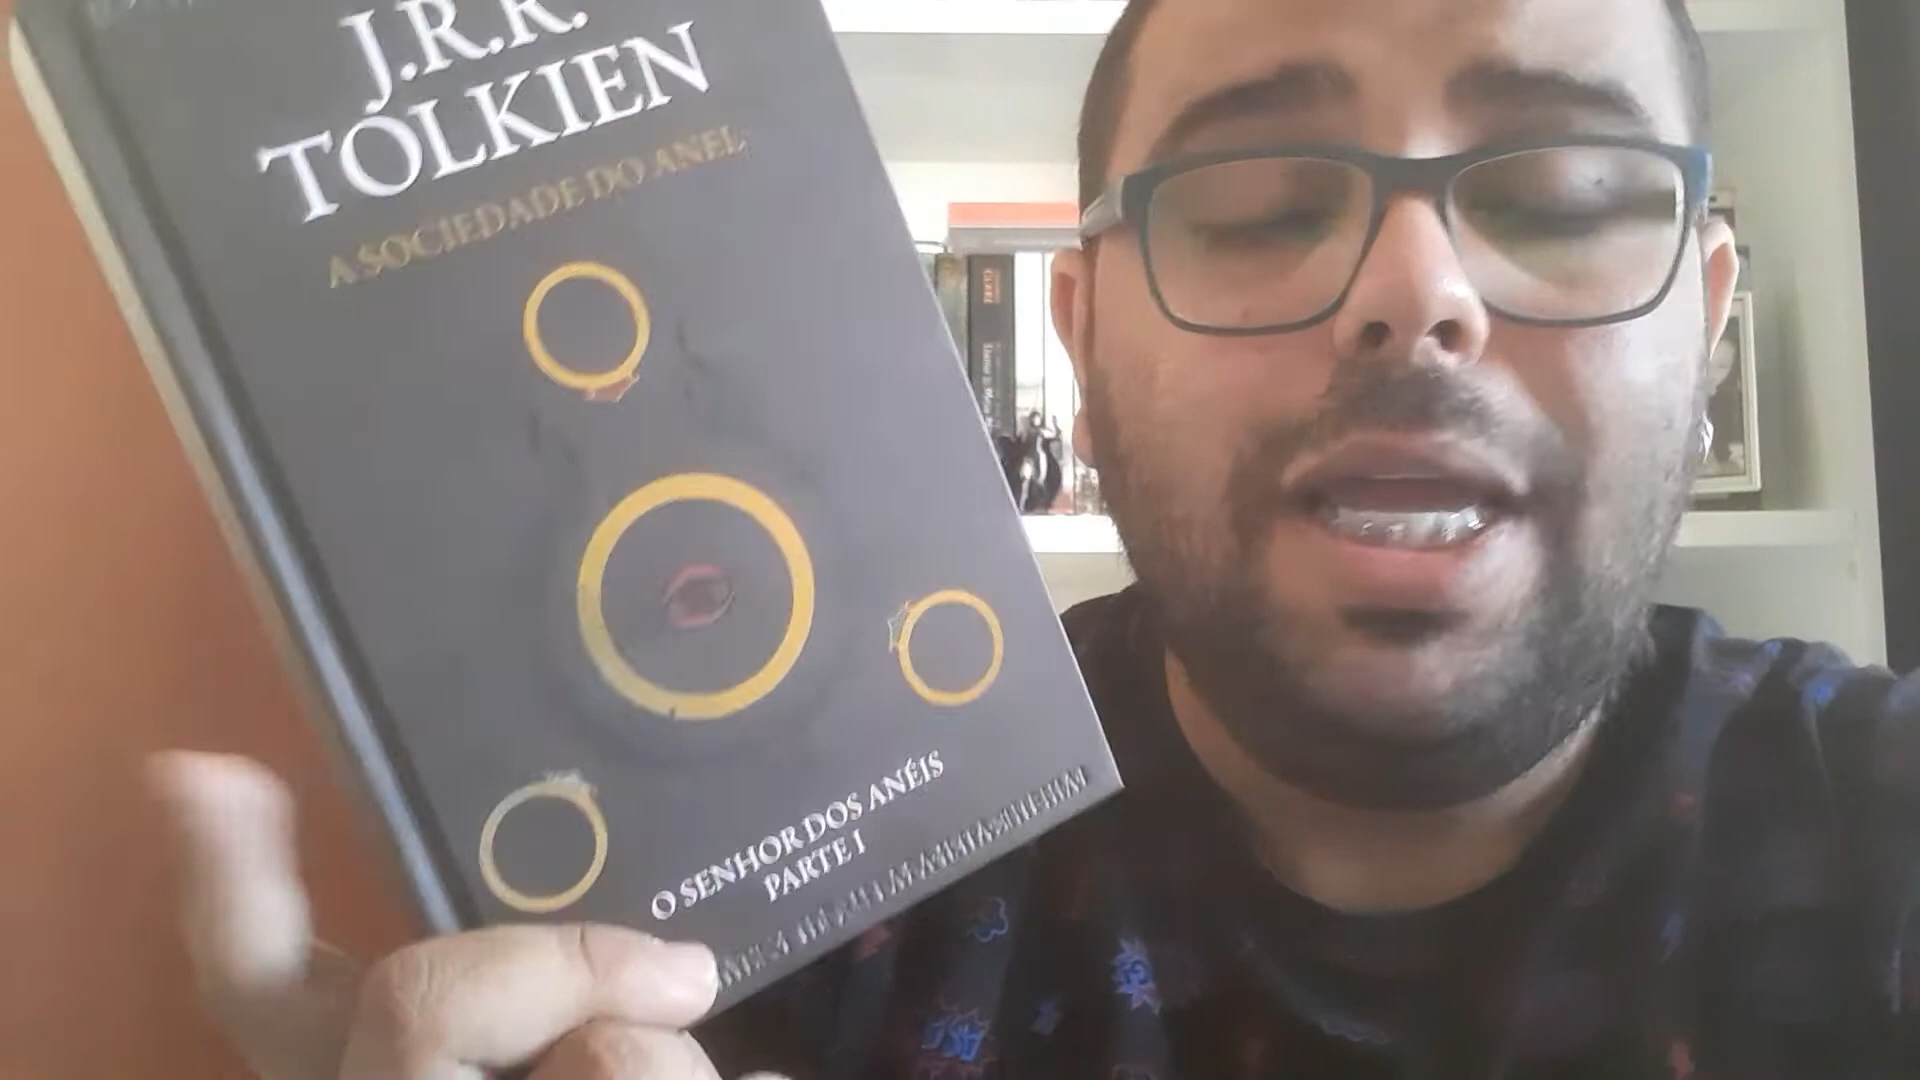 J.R.R.
TOLKIEN
A SOCIEDADE DO ANEL
O SENHOR DOS ANÉIS
PARTE I